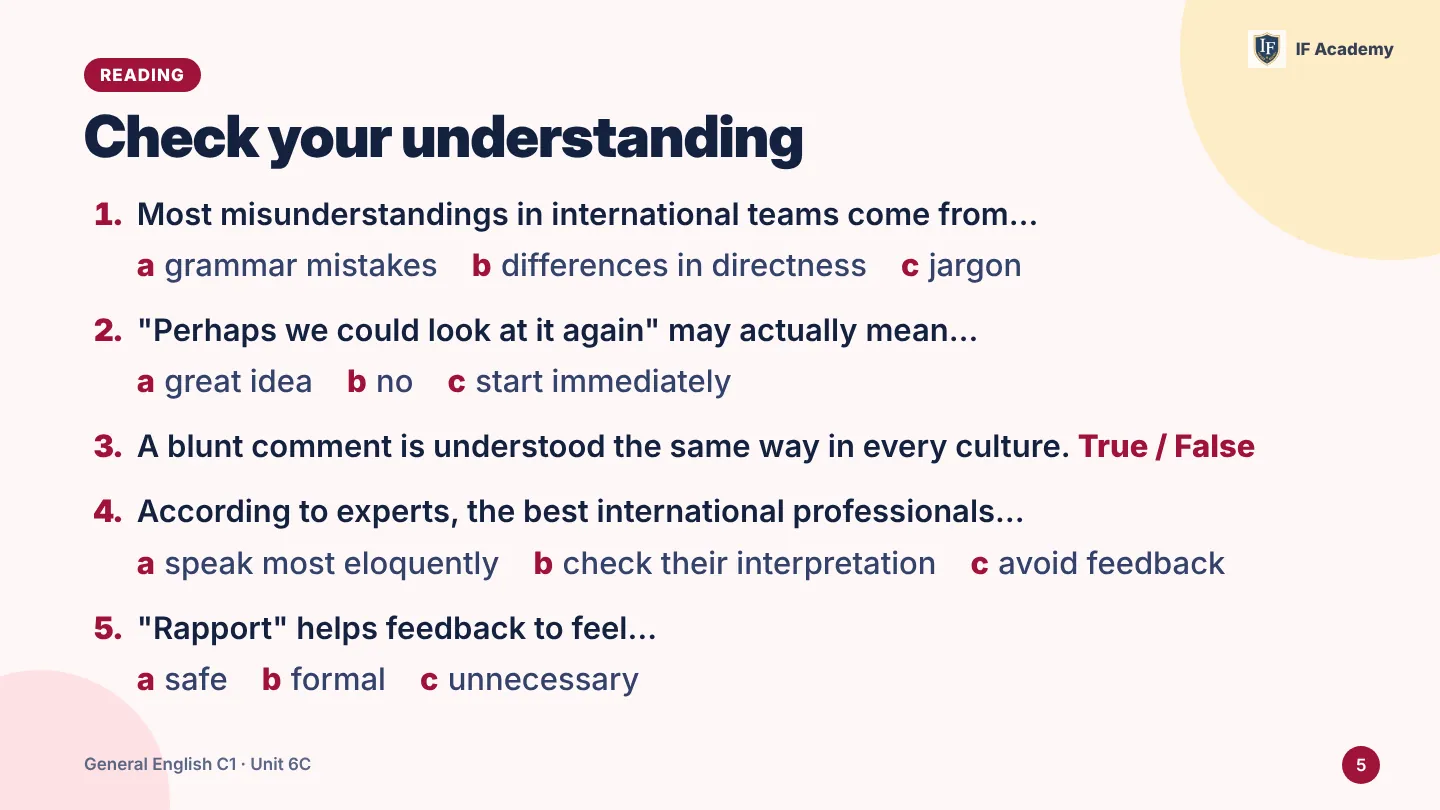 IF IF Academy
READING
Check your understanding
1. Most misunderstandings in international teams come from...
a grammar mistakes b differences in directness c jargon
2. "Perhaps we could look at it again" may actually mean...
a great idea b no c start immediately
3. A blunt comment is understood the same way in every culture. True / False
4. According to experts, the best international professionals...
a speak most eloquently b check their interpretation c avoid feedback
5. "Rapport" helps feedback to feel...
a safe b formal c unnecessary
General English C1 · Unit 6C
5